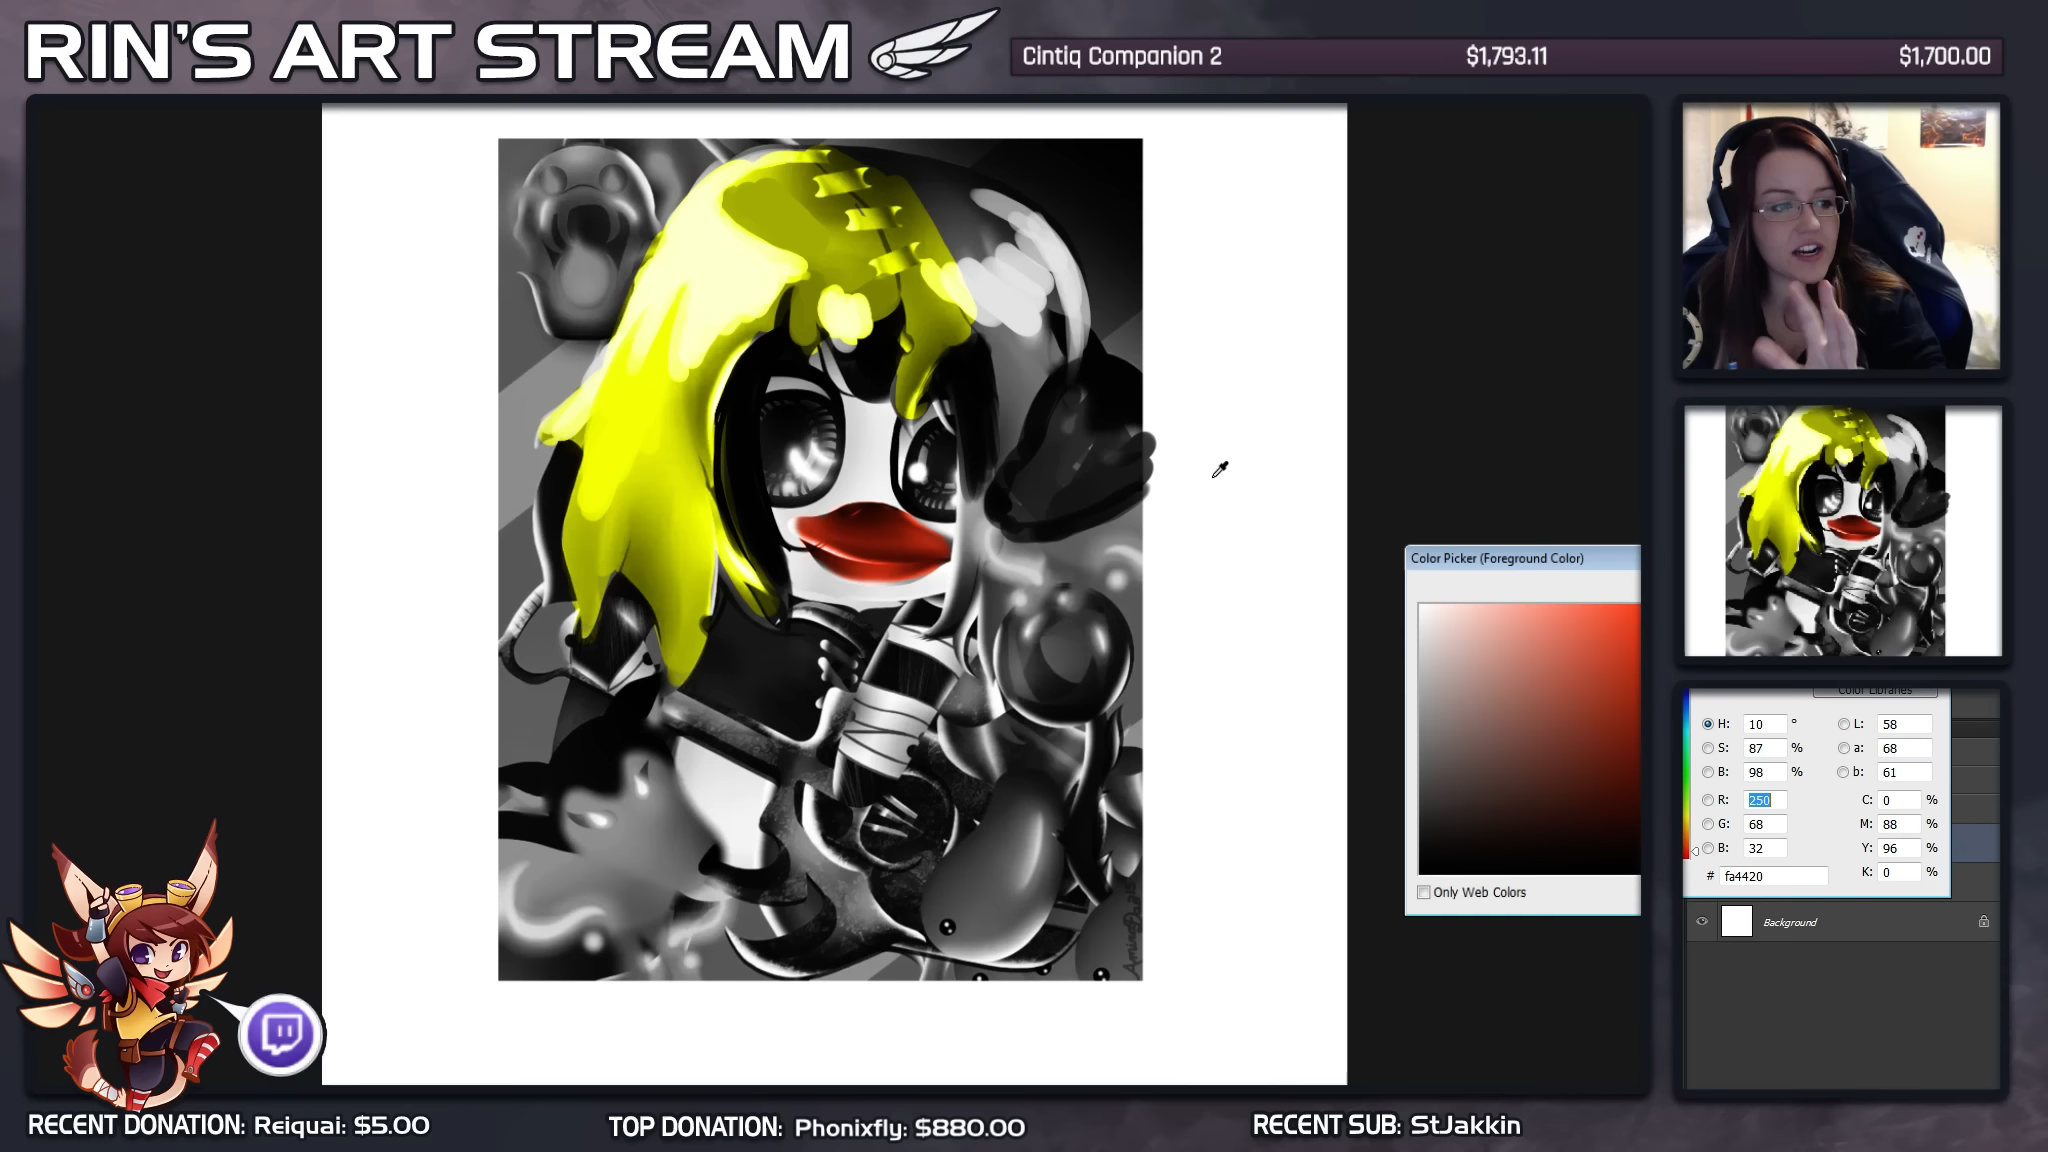 RIN'S ART STREAM
Cintiq Companion 2 $1,793.11 $1,700.00
Color Picker (Foreground Color)
Only Web Colors
Color Libraries
H: 10 ° L: 58
S: 87 % a: 68
B: 98 % b: 61
R: 250 C: 0 %
G: 68 M: 88 %
B: 32 Y: 96 %
# fa4420 K: 0 %
Background
RECENT DONATION: Reiquai: $5.00
TOP DONATION: Phonixfly: $880.00
RECENT SUB: StJakkin